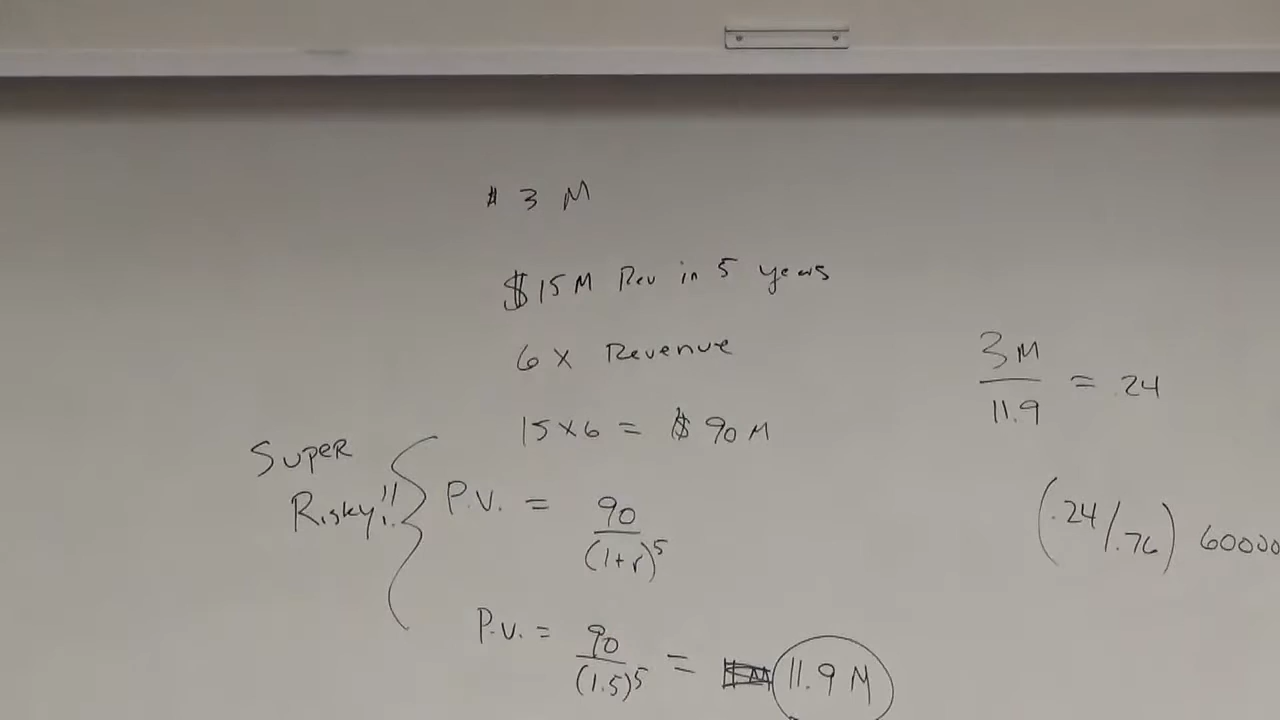 $ 3 M
$15M Rev in 5 years
6 x Revenue
15x6 = $ 90 M
Super
Risky!!
P.V. = 90/(1+r)^5
P.V. = 90/(1.5)^5 = 11.9 M
3M/11.9 = .24
(.24/.76) 60000